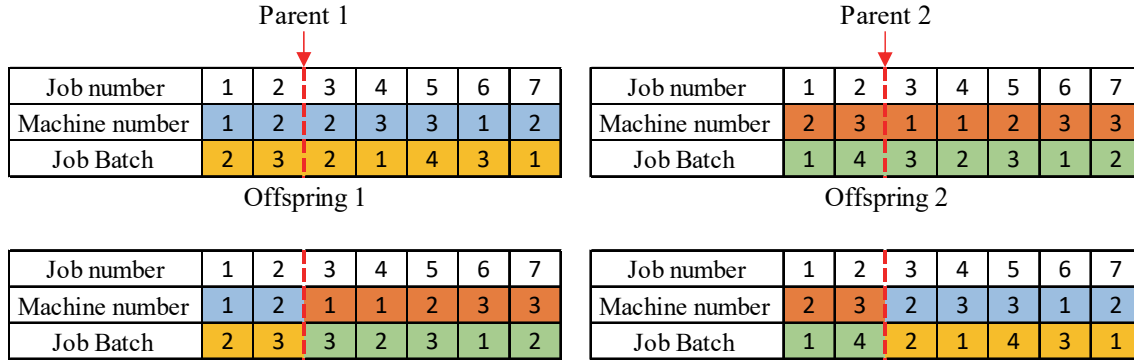 Parent 1
Job number 1 2 3 4 5 6 7
Machine number 1 2 2 3 3 1 2
Job Batch 2 3 2 1 4 3 1
Parent 2
Job number 1 2 3 4 5 6 7
Machine number 2 3 1 1 2 3 3
Job Batch 1 4 3 2 3 1 2
Offspring 1
Job number 1 2 3 4 5 6 7
Machine number 1 2 1 1 2 3 3
Job Batch 2 3 3 2 3 1 2
Offspring 2
Job number 1 2 3 4 5 6 7
Machine number 2 3 2 3 3 1 2
Job Batch 1 4 2 1 4 3 1